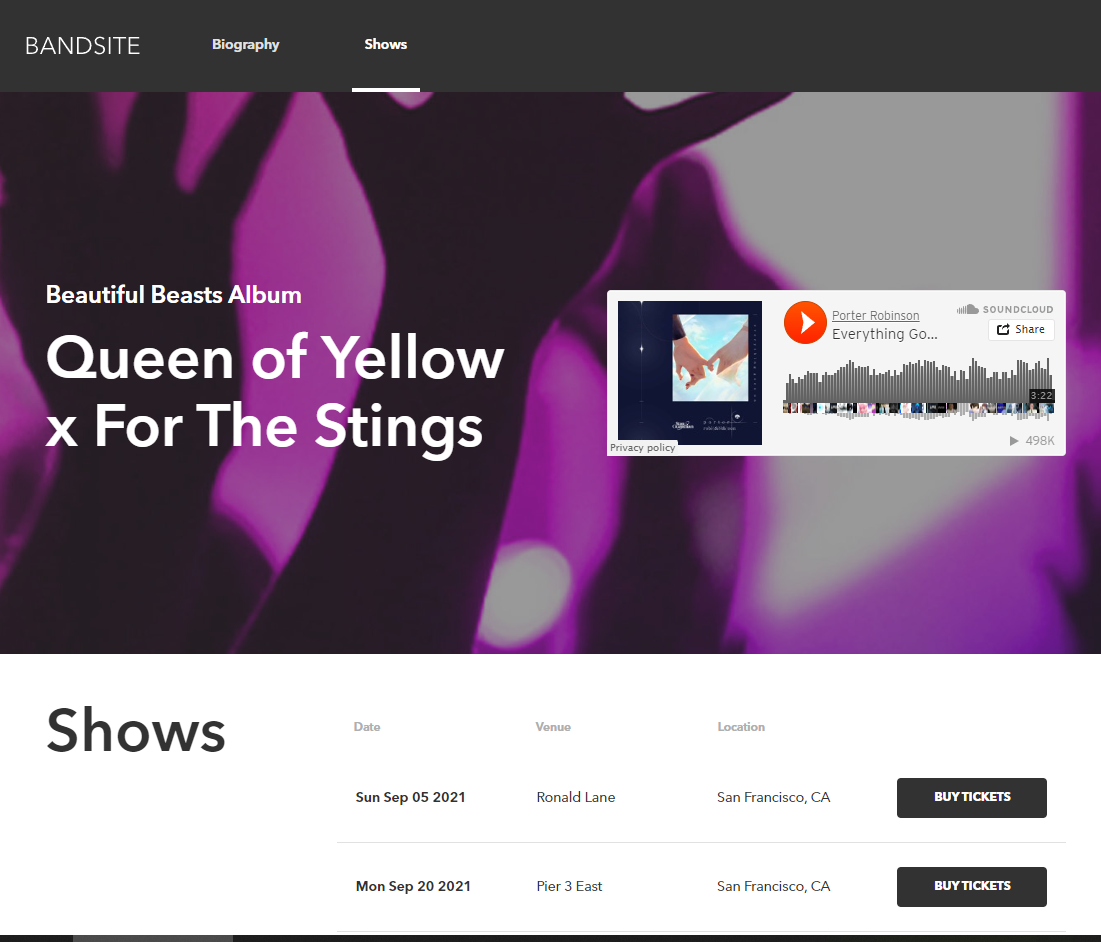 BANDSITE
Biography
Shows
Beautiful Beasts Album
Queen of Yellow
x For The Stings
Porter Robinson
Everything Go...
SOUNDCLOUD
Share
3:22
498K
Privacy policy
Shows
Date Venue Location
Sun Sep 05 2021 Ronald Lane San Francisco, CA BUY TICKETS
Mon Sep 20 2021 Pier 3 East San Francisco, CA BUY TICKETS